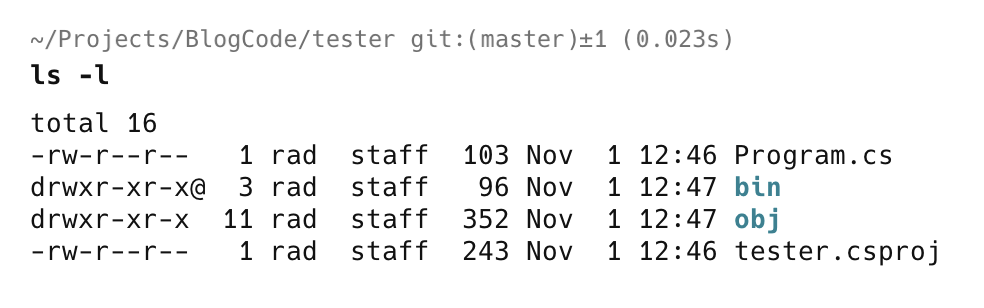 ~/Projects/BlogCode/tester git:(master)±1 (0.023s)
ls -l
total 16
-rw-r--r--   1 rad  staff  103 Nov  1 12:46 Program.cs
drwxr-xr-x@  3 rad  staff   96 Nov  1 12:47 bin
drwxr-xr-x  11 rad  staff  352 Nov  1 12:47 obj
-rw-r--r--   1 rad  staff  243 Nov  1 12:46 tester.csproj